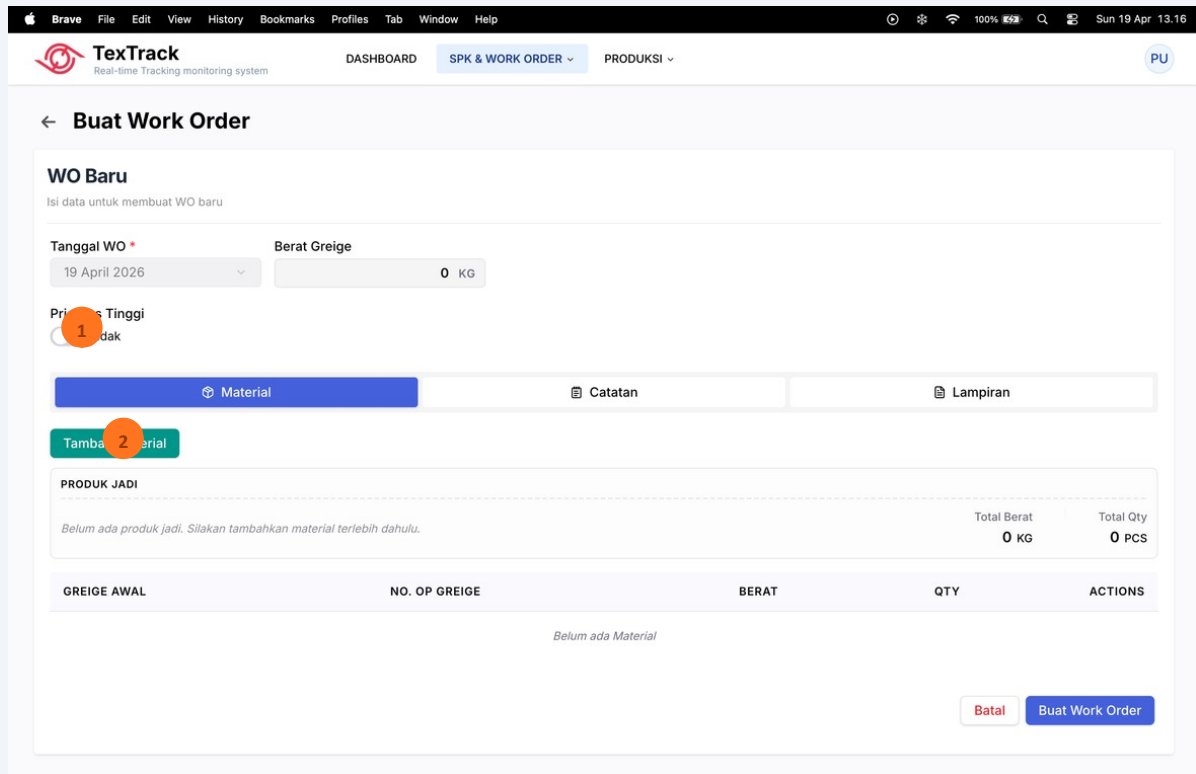 Brave File Edit View History Bookmarks Profiles Tab Window Help 100% Sun 19 Apr 13.16
TexTrack
Real-time Tracking monitoring system
DASHBOARD SPK & WORK ORDER PRODUKSI PU
Buat Work Order
WO Baru
Isi data untuk membuat WO baru
Tanggal WO * Berat Greige
19 April 2026 0 KG
Tinggi
1
2
Material Catatan Lampiran
PRODUK JADI
Belum ada produk jadi. Silakan tambahkan material terlebih dahulu.
Total Berat Total Qty
0 KG 0 PCS
GREIGE AWAL NO. OP GREIGE BERAT QTY ACTIONS
Belum ada Material
Batal Buat Work Order